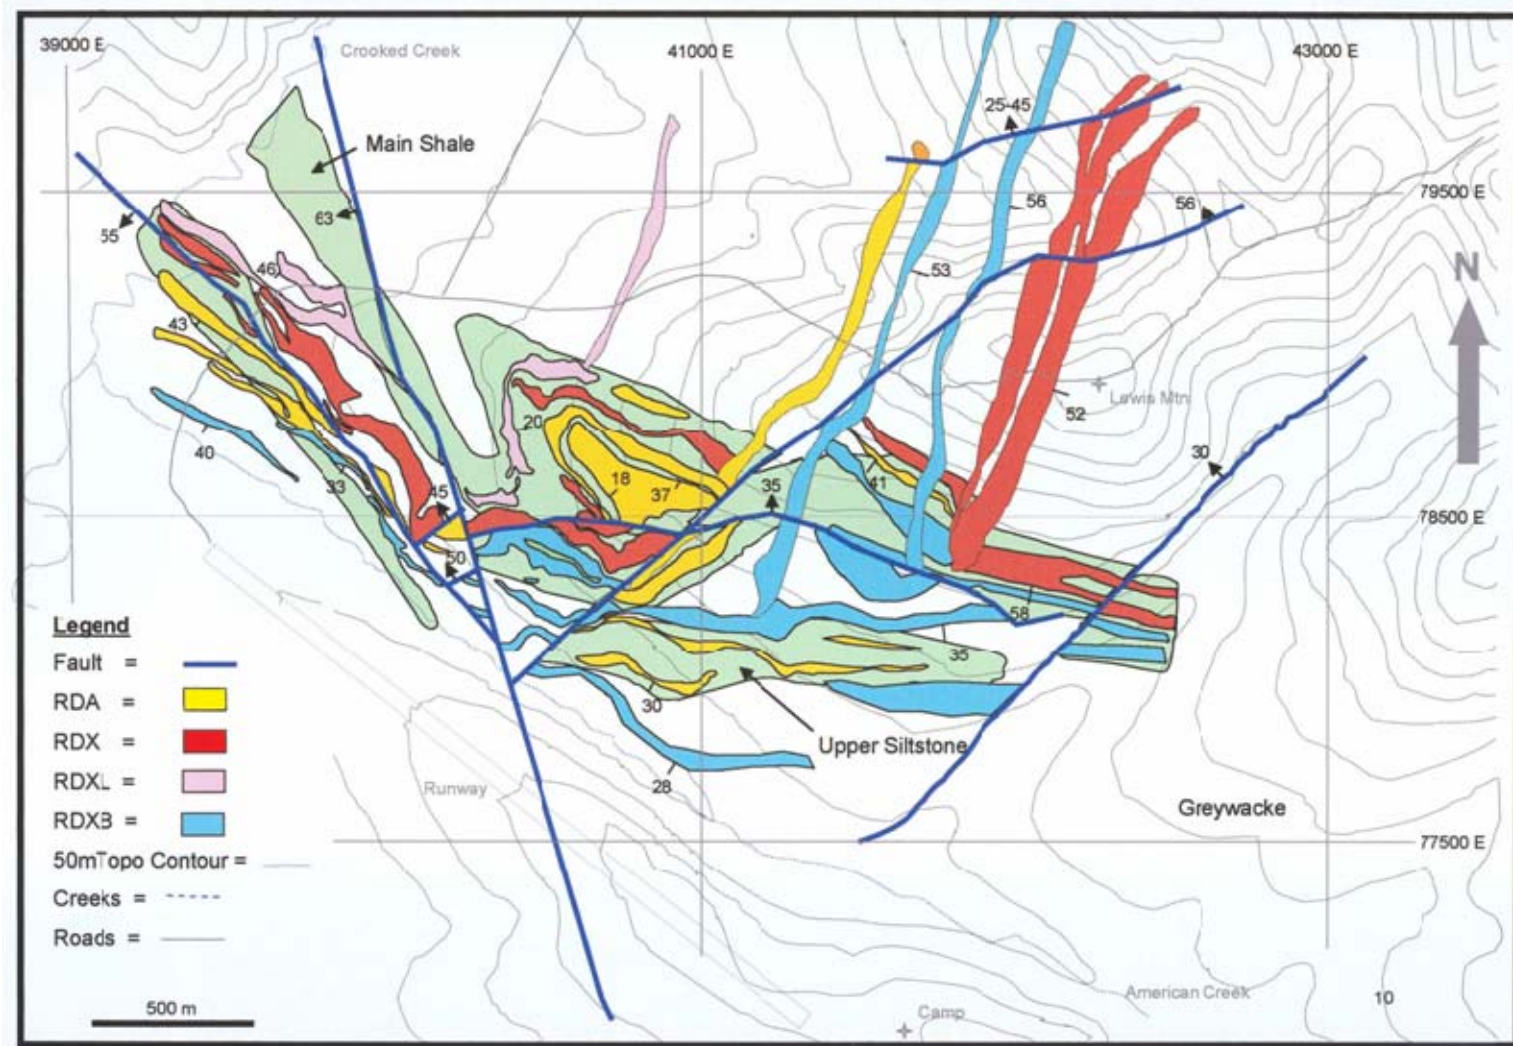 39000 E
Crooked Creek
41000 E
43000 E
25-45
Main Shale
79500 E
63
56
56
55
46
53
N
43
Lewis Mtn
52
20
40
30
33
18
37
41
45
35
78500 E
50
58
Legend
Fault =
35
RDA =
30
RDX =
Upper Siltstone
RDXL =
Runway
28
Greywacke
RDXB =
77500 E
50mTopo Contour =
Creeks =
Roads =
American Creek
10
500 m
Camp